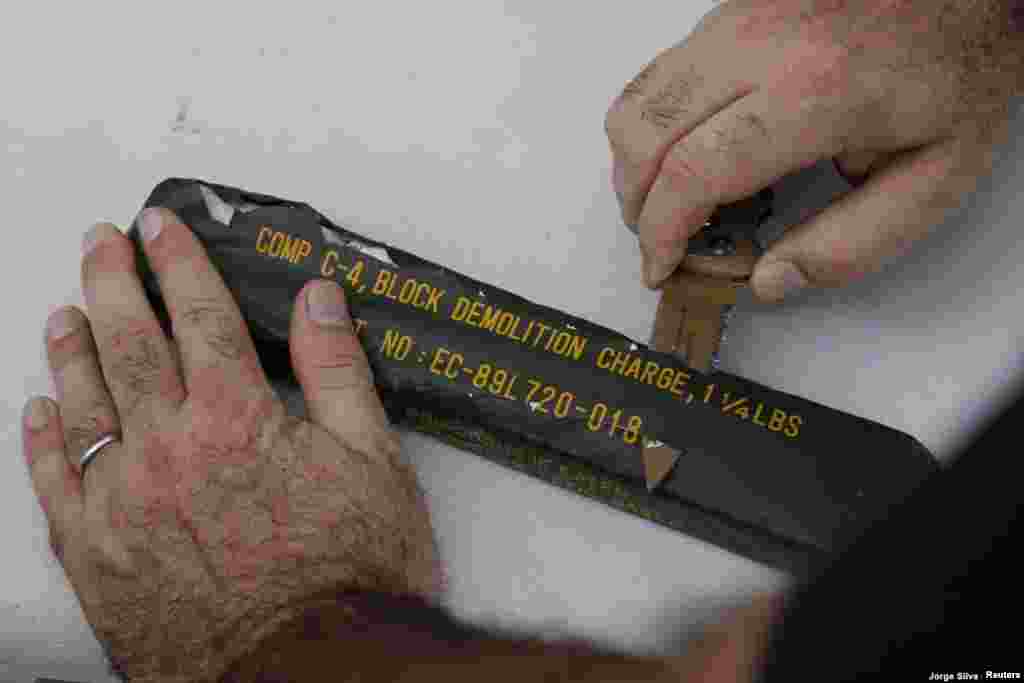 COMP C-4, BLOCK DEMOLITION CHARGE, 1 ¼ LBS
T NO: EC-89L720-018
Jorge Silva - Reuters